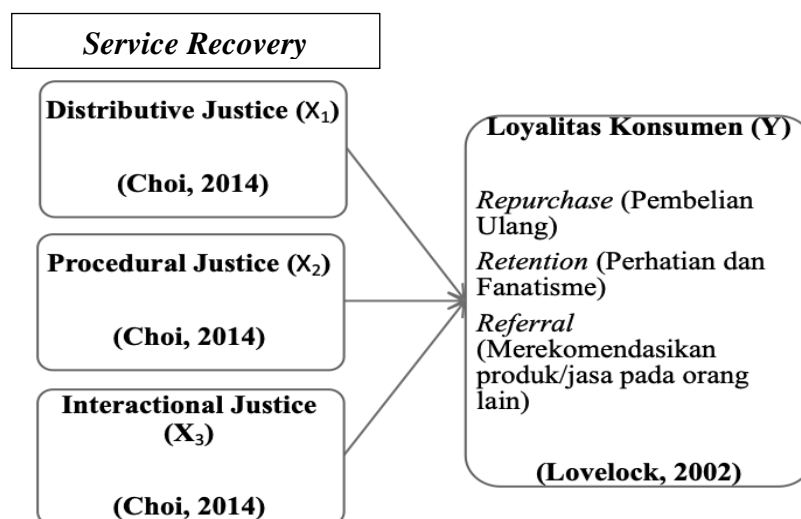 Service Recovery
Distributive Justice (X₁)
(Choi, 2014)
Procedural Justice (X₂)
(Choi, 2014)
Interactional Justice
(X₃)
(Choi, 2014)
Loyalitas Konsumen (Y)
Repurchase (Pembelian
Ulang)
Retention (Perhatian dan
Fanatisme)
Referral
(Merekomendasikan
produk/jasa pada orang
lain)
(Lovelock, 2002)